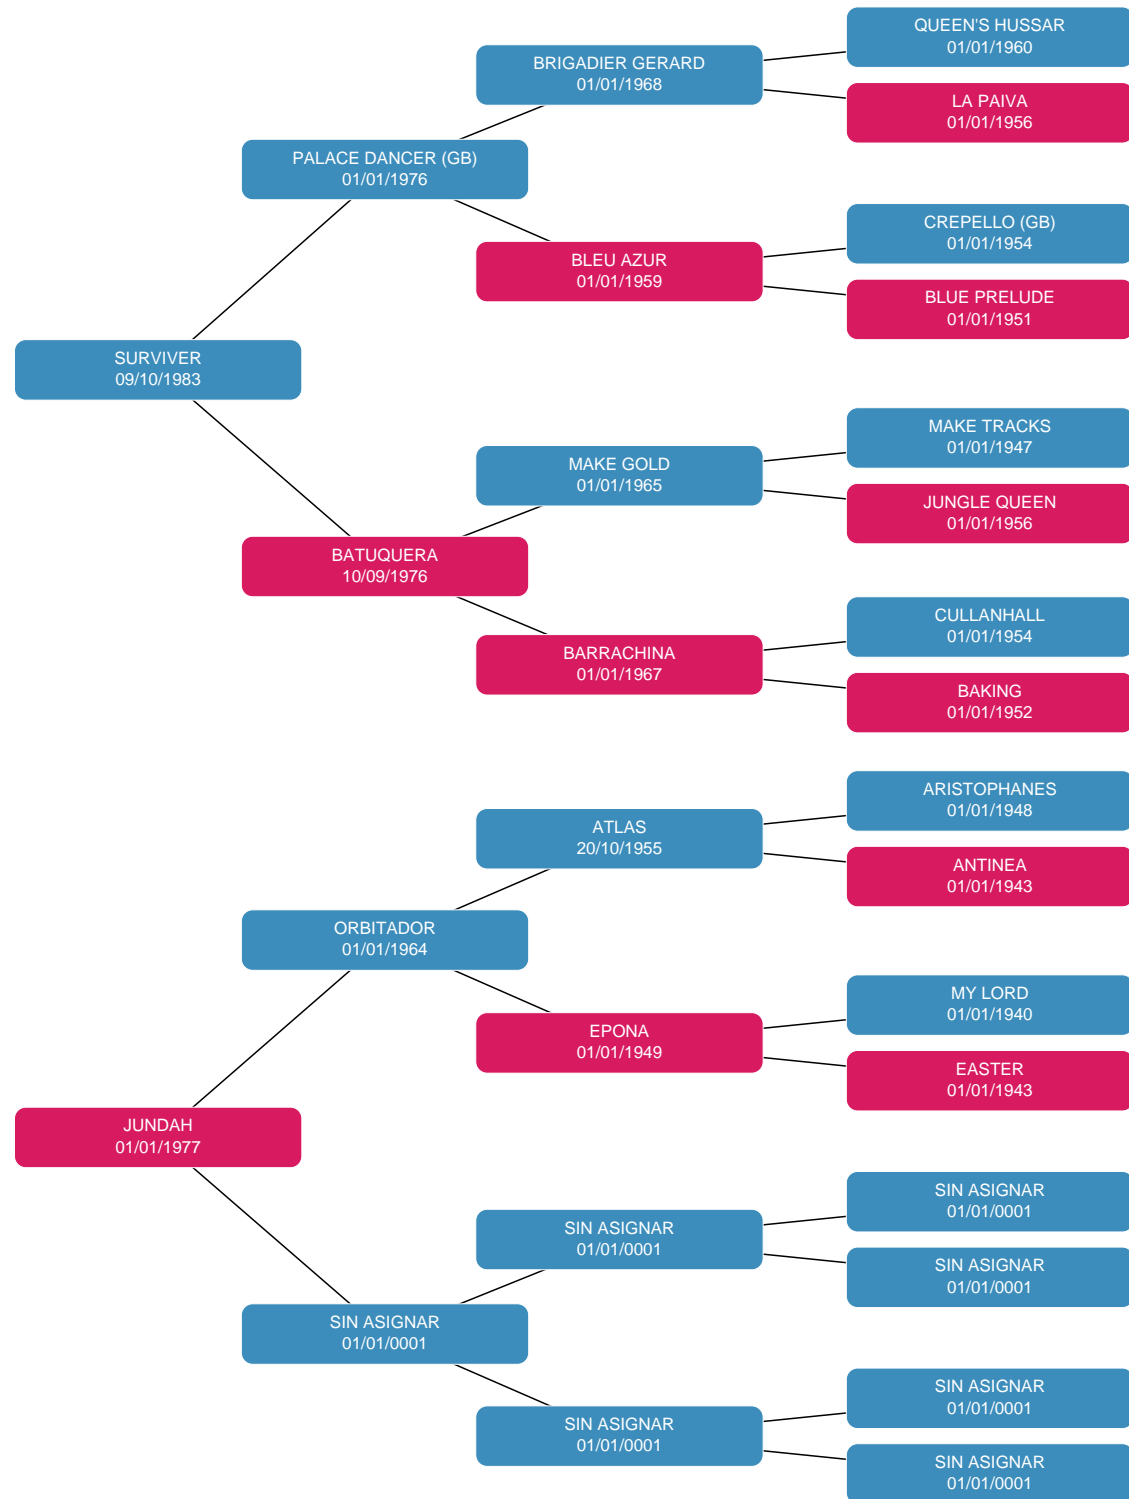 QUEEN'S HUSSAR
01/01/1960
BRIGADIER GERARD
01/01/1968
LA PAIVA
01/01/1956
PALACE DANCER (GB)
01/01/1976
CREPELLO (GB)
01/01/1954
BLEU AZUR
01/01/1959
BLUE PRELUDE
01/01/1951
SURVIVER
09/10/1983
MAKE TRACKS
01/01/1947
MAKE GOLD
01/01/1965
JUNGLE QUEEN
01/01/1956
BATUQUERA
10/09/1976
CULLANHALL
01/01/1954
BARRACHINA
01/01/1967
BAKING
01/01/1952
ARISTOPHANES
01/01/1948
ATLAS
20/10/1955
ANTINEA
01/01/1943
ORBITADOR
01/01/1964
MY LORD
01/01/1940
EPONA
01/01/1949
EASTER
01/01/1943
JUNDAH
01/01/1977
SIN ASIGNAR
01/01/0001
SIN ASIGNAR
01/01/0001
SIN ASIGNAR
01/01/0001
SIN ASIGNAR
01/01/0001
SIN ASIGNAR
01/01/0001
SIN ASIGNAR
01/01/0001
SIN ASIGNAR
01/01/0001